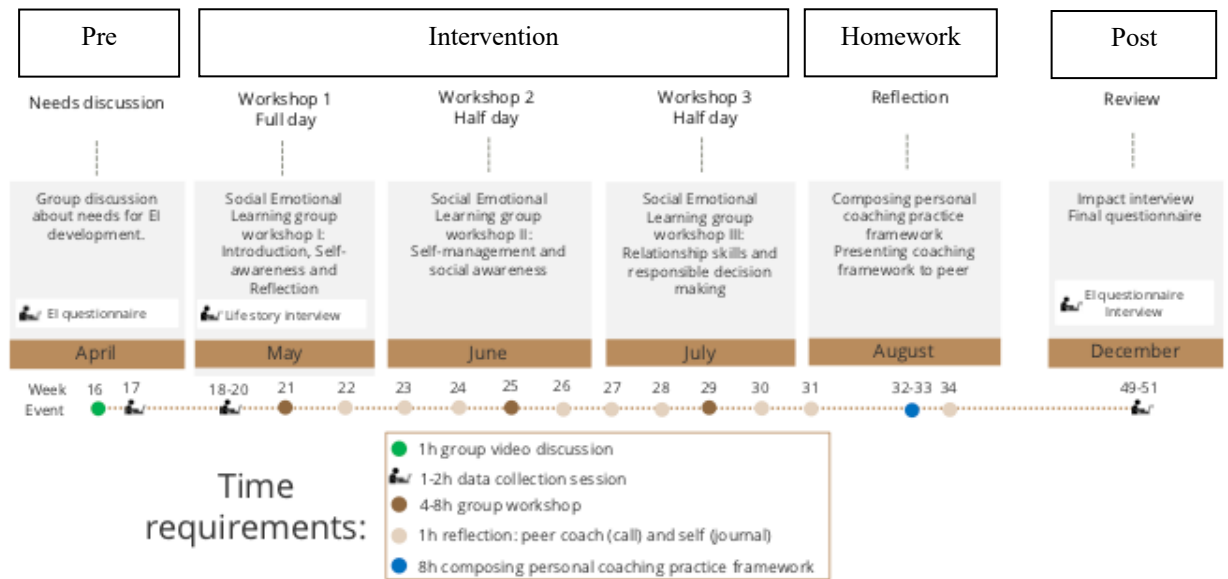 Pre
Intervention
Homework
Post
Needs discussion
Workshop 1
Full day
Workshop 2
Half day
Workshop 3
Half day
Reflection
Review
Group discussion
about needs for EI
development.
EI questionnaire
Social Emotional
Learning group
workshop I:
Introduction, Self-
awareness and
Reflection
Life story interview
Social Emotional
Learning group
workshop II:
Self-management and
social awareness
Social Emotional
Learning group
workshop III:
Relationship skills and
responsible decision
making
Composing personal
coaching practice
framework
Presenting coaching
framework to peer
Impact interview
Final questionnaire
EI questionnaire
Interview
April
May
June
July
August
December
Week 16 17 18-20 21 22 23 24 25 26 27 28 29 30 31 32-33 34 49-51
Event
Time
requirements:
1h group video discussion
1-2h data collection session
4-8h group workshop
1h reflection: peer coach (call) and self (journal)
8h composing personal coaching practice framework